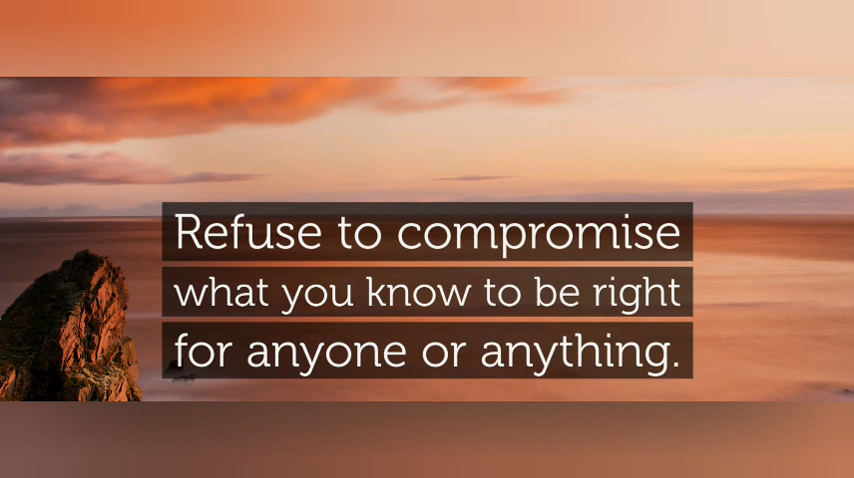 Refuse to compromise
what you know to be right
for anyone or anything.